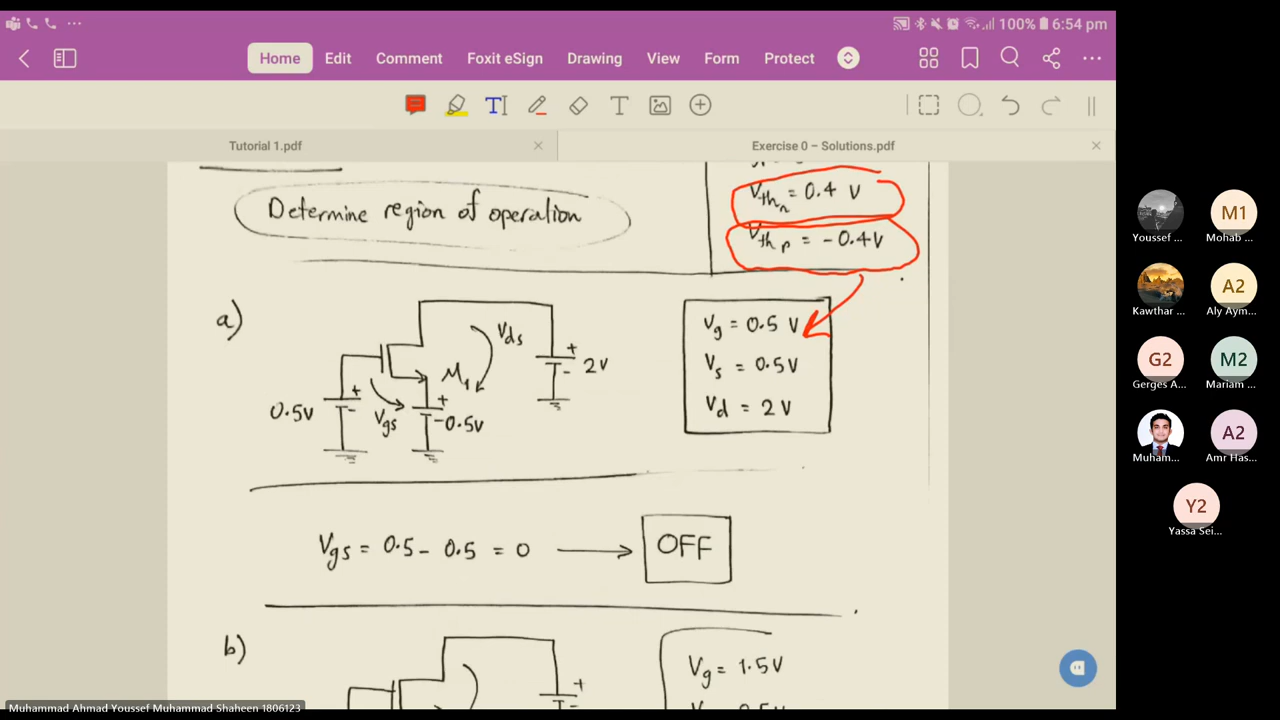 100% 6:54 pm
Home Edit Comment Foxit eSign Drawing View Form Protect
Tutorial 1.pdf
Exercise 0 – Solutions.pdf
Determine region of operation
Vthn = 0.4 V
Vthp = -0.4V
a)
Vds
M1
+
-
2V
0.5V
+
-
Vgs
+
-
0.5V
Vg = 0.5 V
Vs = 0.5V
Vd = 2V
Vgs = 0.5 - 0.5 = 0
OFF
b)
+
Vg = 1.5V
Youssef ...
M1
Mohab ...
Kawthar ...
A2
Aly Aym...
G2
Gerges A...
M2
Mariam ...
Muham...
A2
Amr Has...
Y2
Yassa Sei...
Muhammad Ahmad Youssef Muhammad Shaheen 1806123